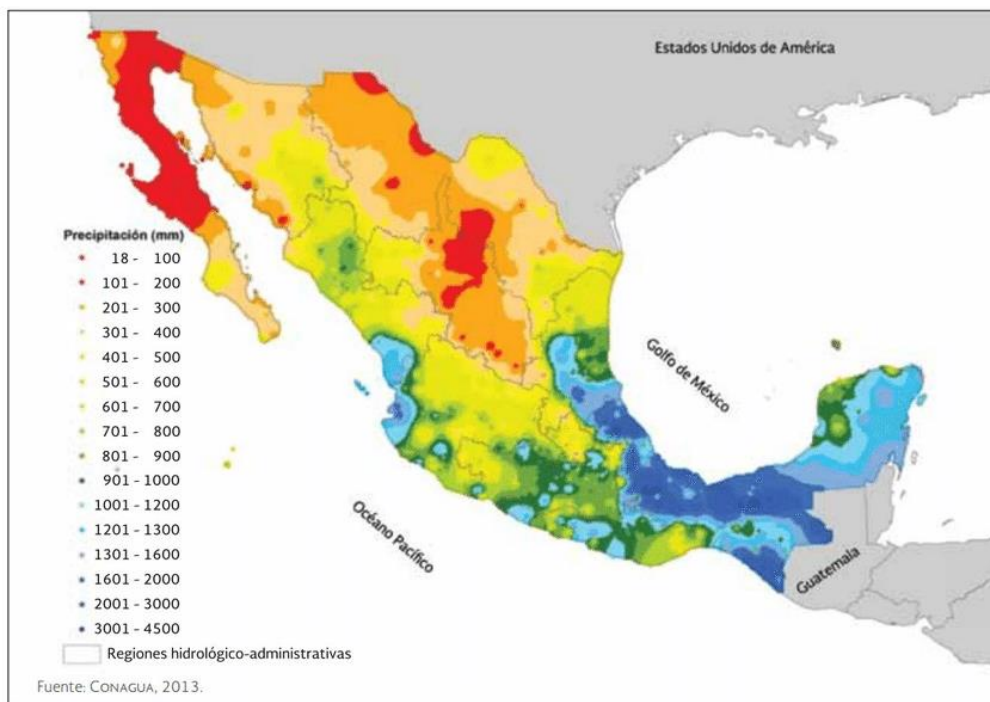 Estados Unidos de América
Precipitación (mm)
18 - 100
101 - 200
201 - 300
301 - 400
401 - 500
501 - 600
601 - 700
701 - 800
801 - 900
901 - 1000
1001 - 1200
1201 - 1300
1301 - 1600
1601 - 2000
2001 - 3000
3001 - 4500
Regiones hidrológico-administrativas
Golfo de México
Océano Pacífico
Guatemala
Fuente: CONAGUA, 2013.